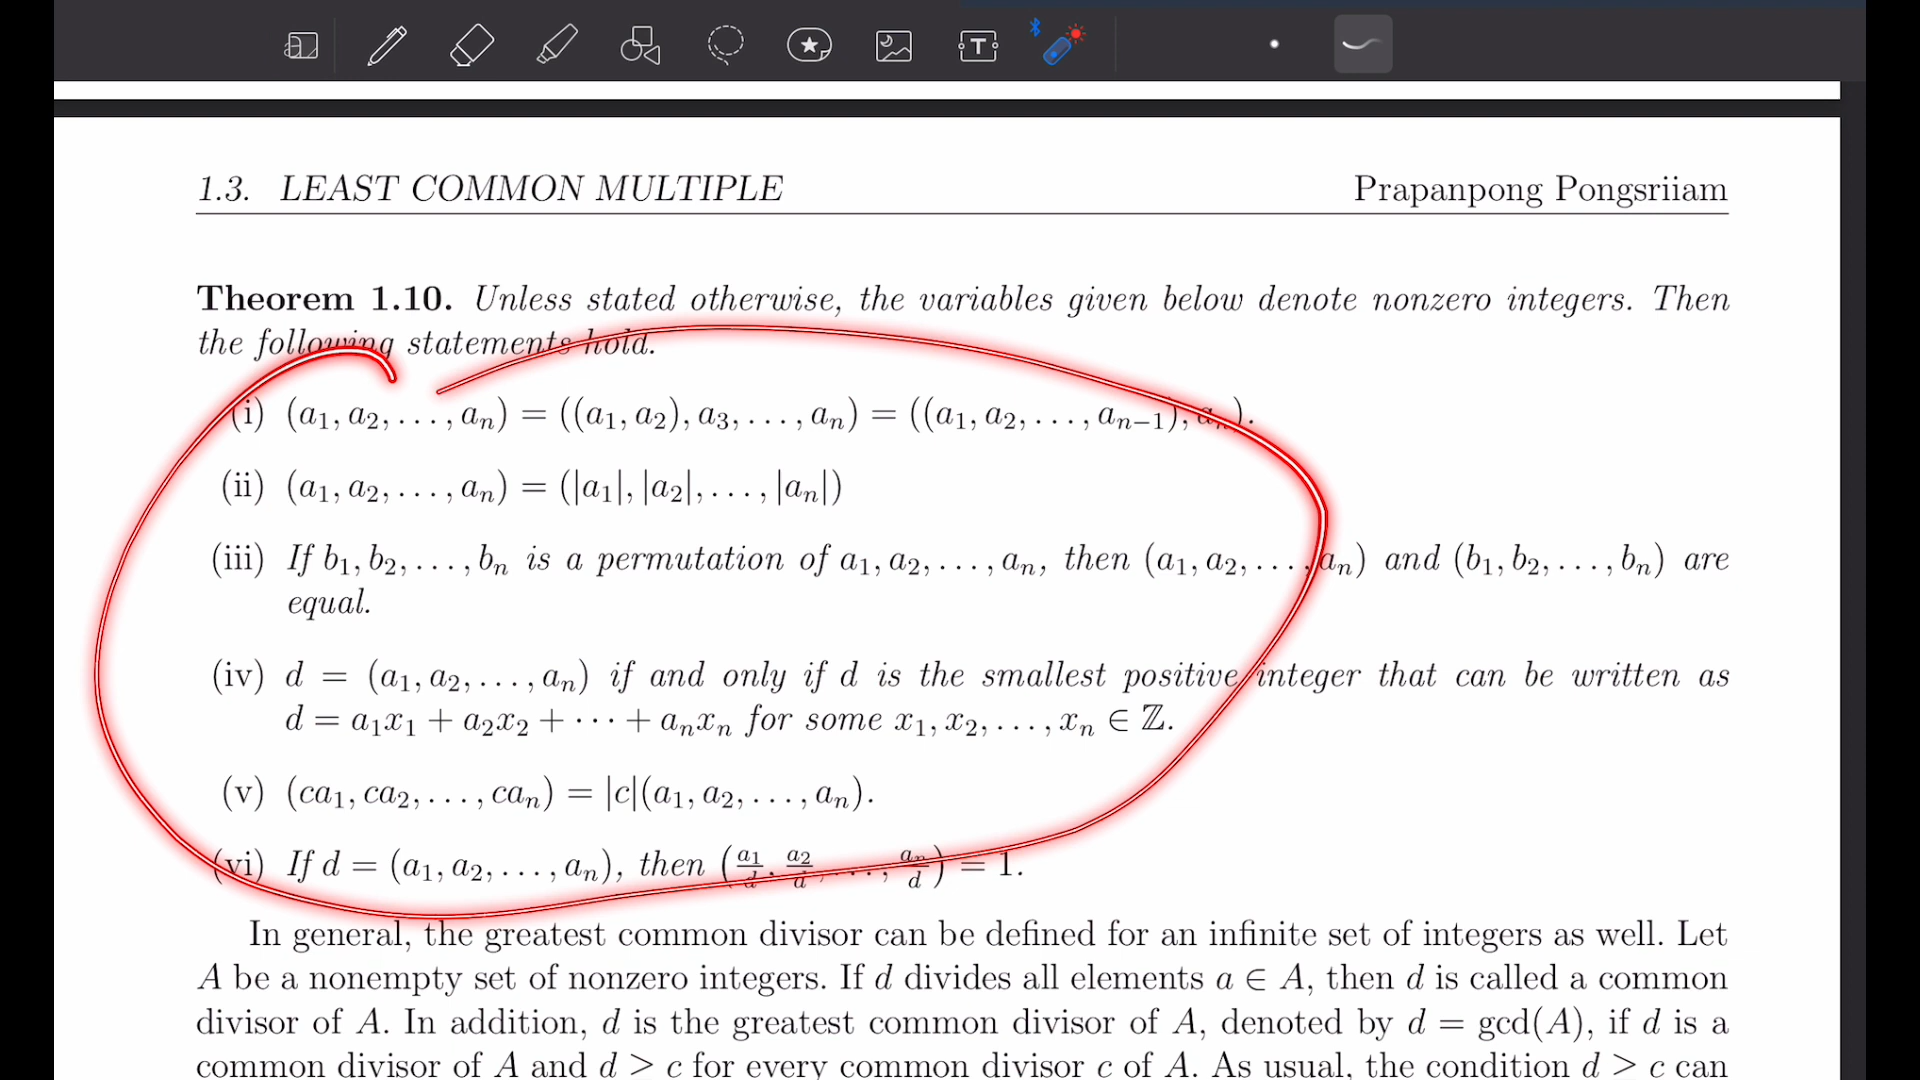 1.3. LEAST COMMON MULTIPLE Prapanpong Pongsriiam
Theorem 1.10. Unless stated otherwise, the variables given below denote nonzero integers. Then
the following statements hold.
(i) (a₁, a₂, . . . , aₙ) = ((a₁, a₂), a₃, . . . , aₙ) = ((a₁, a₂, . . . , aₙ₋₁), aₙ).
(ii) (a₁, a₂, . . . , aₙ) = (|a₁|, |a₂|, . . . , |aₙ|)
(iii) If b₁, b₂, . . . , bₙ is a permutation of a₁, a₂, . . . , aₙ, then (a₁, a₂, . . . , aₙ) and (b₁, b₂, . . . , bₙ) are
equal.
(iv) d = (a₁, a₂, . . . , aₙ) if and only if d is the smallest positive integer that can be written as
d = a₁x₁ + a₂x₂ + · · · + aₙxₙ for some x₁, x₂, . . . , xₙ ∈ ℤ.
(v) (ca₁, ca₂, . . . , caₙ) = |c|(a₁, a₂, . . . , aₙ).
(vi) If d = (a₁, a₂, . . . , aₙ), then (a₁/d, a₂/d, . . . , aₙ/d) = 1.
In general, the greatest common divisor can be defined for an infinite set of integers as well. Let
A be a nonempty set of nonzero integers. If d divides all elements a ∈ A, then d is called a common
divisor of A. In addition, d is the greatest common divisor of A, denoted by d = gcd(A), if d is a
common divisor of A and d > c for every common divisor c of A. As usual, the condition d > c can